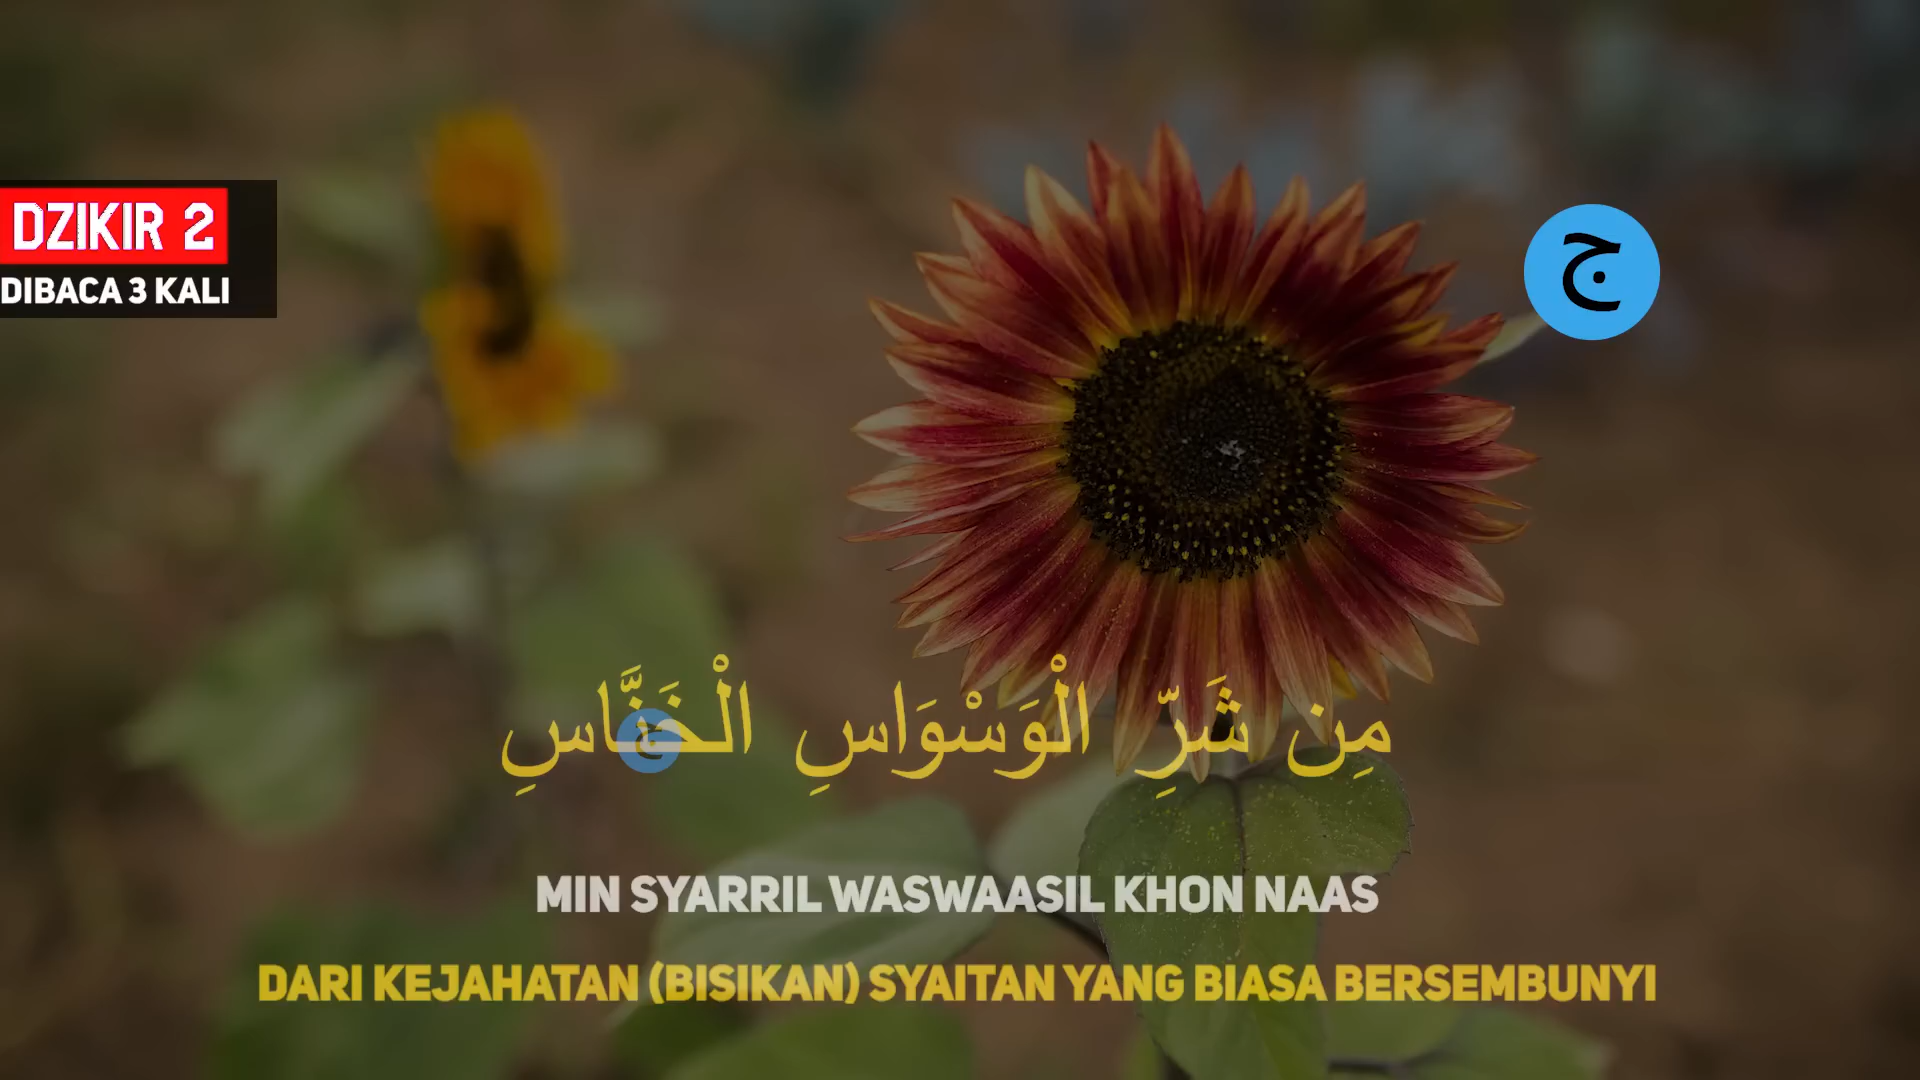 DZIKIR 2
DIBACA 3 KALI
ج
مِن شَرِّ الْوَسْوَاسِ الْخَنَّاسِ
ج
MIN SYARRIL WASWAASIL KHON NAAS
DARI KEJAHATAN (BISIKAN) SYAITAN YANG BIASA BERSEMBUNYI